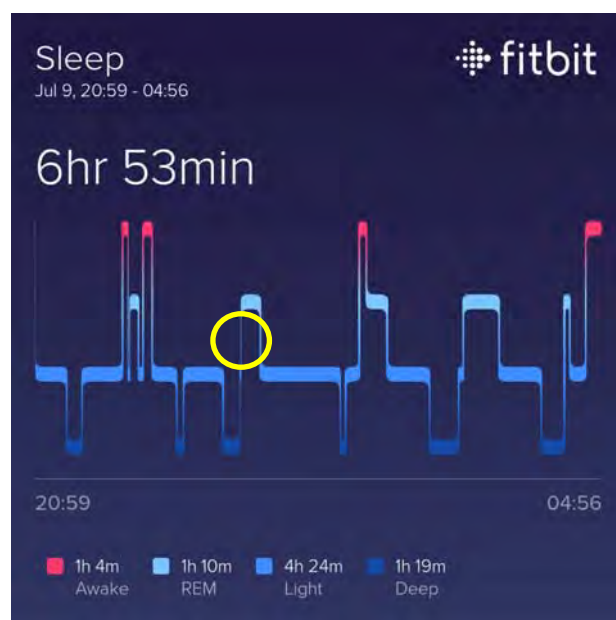 Sleep
fitbit
Jul 9, 20:59 - 04:56
6hr 53min
20:59
04:56
1h 4m
1h 10m
4h 24m
1h 19m
Awake
REM
Light
Deep